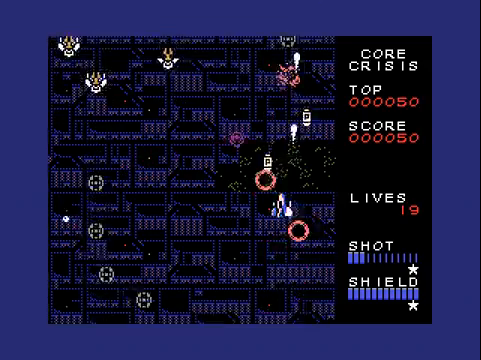 CORE
CRISIS
TOP
000050
SCORE
000050
P
P
LIVES
19
SHOT
SHIELD